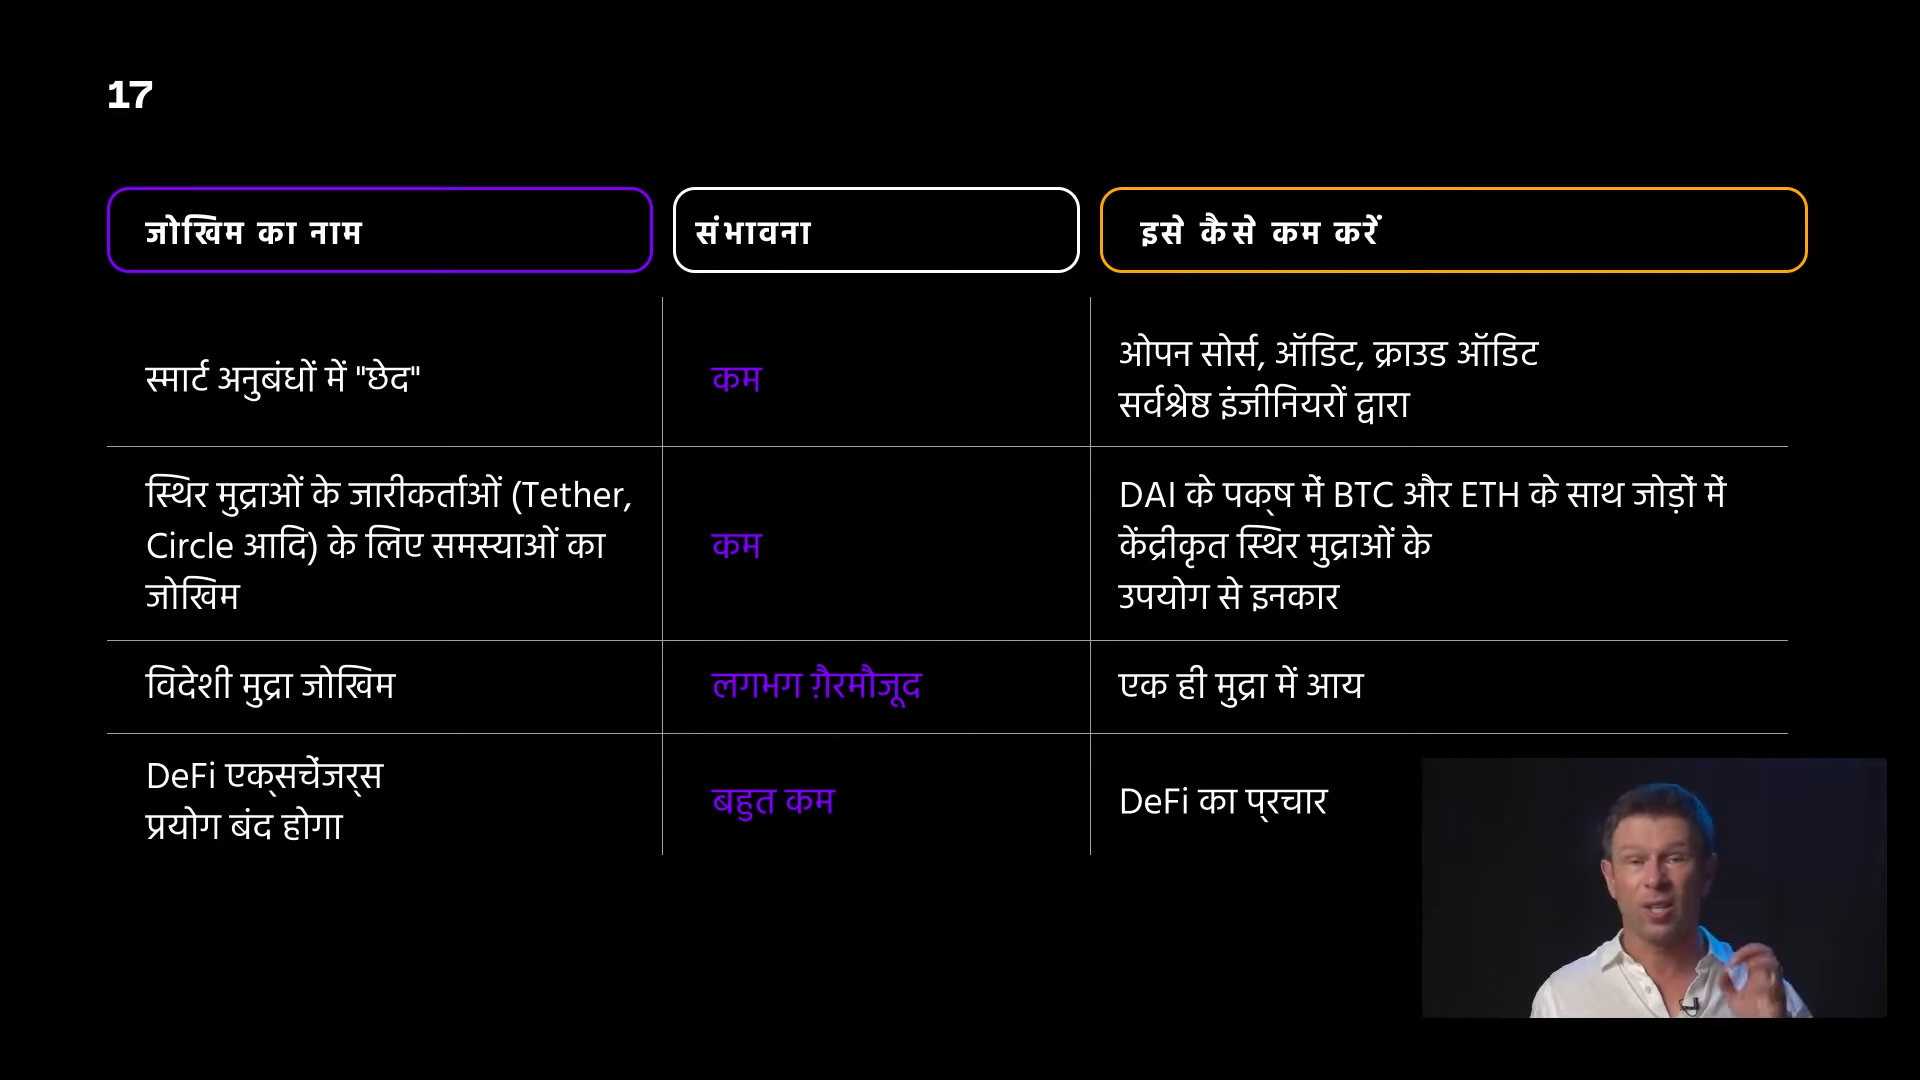 17
जोखिम का नाम
संभावना
इसे कैसे कम करें
स्मार्ट अनुबंधों में "छेद"
कम
ओपन सोर्स, ऑडिट, क्राउड ऑडिट
सर्वश्रेष्ठ इंजीनियरों द्वारा
स्थिर मुद्राओं के जारीकर्ताओं (Tether,
Circle आदि) के लिए समस्याओं का
जोखिम
कम
DAI के पक्ष में BTC और ETH के साथ जोड़ों में
केंद्रीकृत स्थिर मुद्राओं के
उपयोग से इनकार
विदेशी मुद्रा जोखिम
लगभग ग़ैरमौजूद
एक ही मुद्रा में आय
DeFi एक्सचेंजर्स
प्रयोग बंद होगा
बहुत कम
DeFi का प्रचार